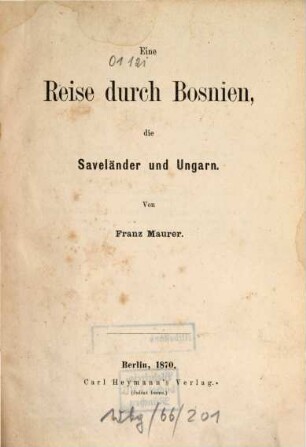 Eine
Reise durch Bosnien,
die
Saveländer und Ungarn.
Von
Franz Maurer.
Berlin, 1870.
Carl Heymann's Verlag.